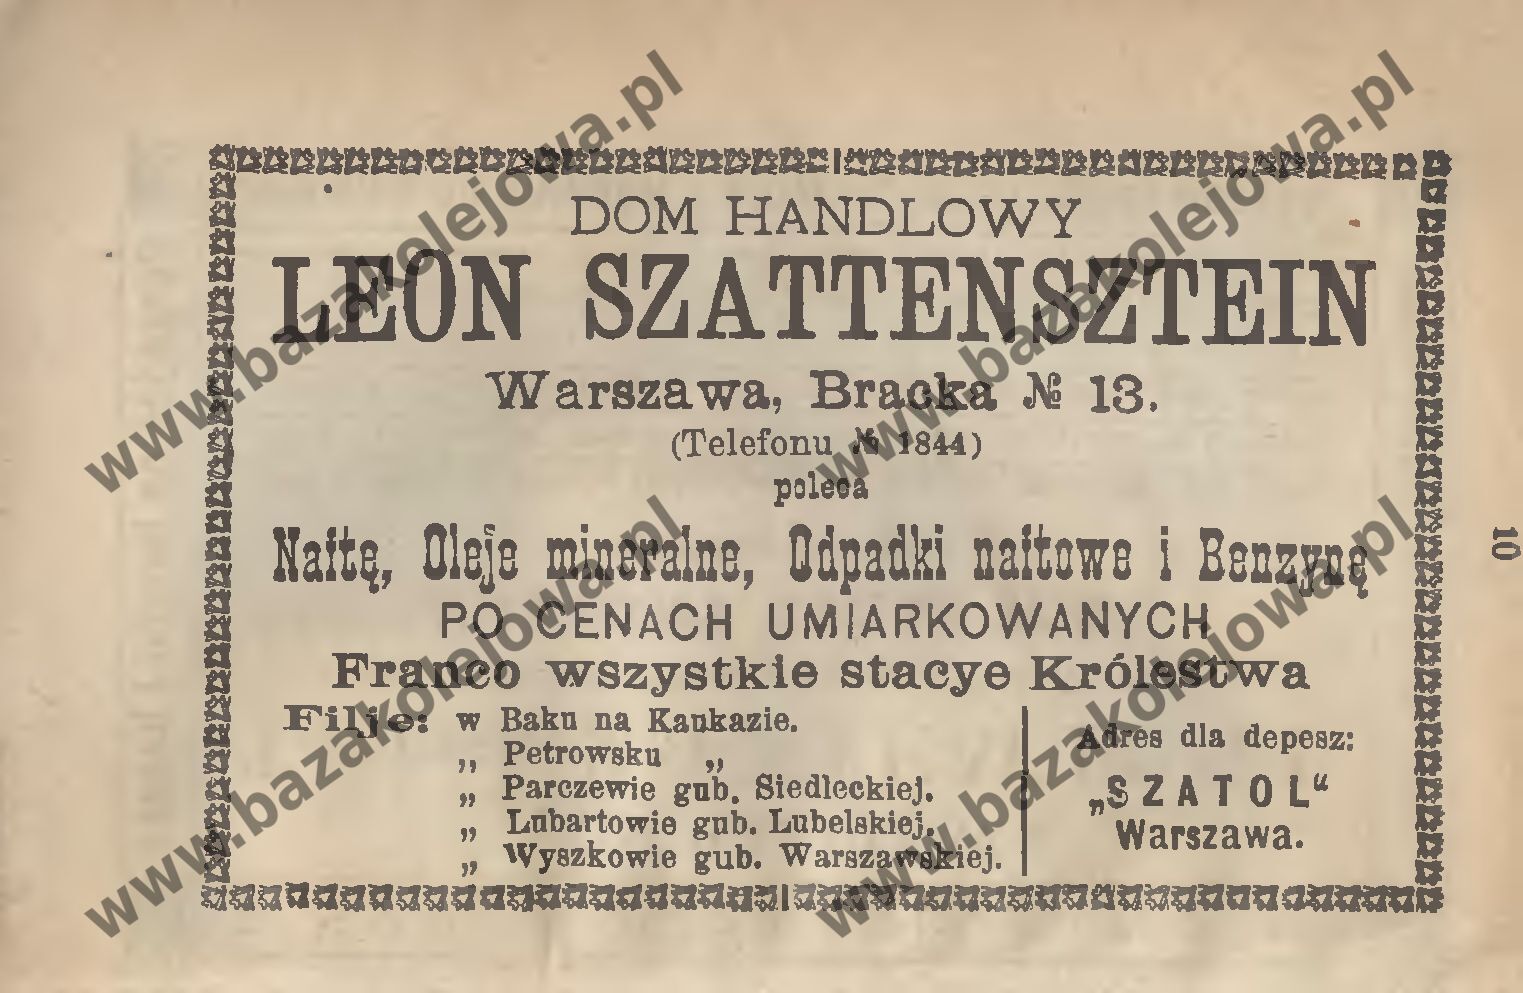 DOM HANDLOWY
LEON SZATTENSZTEIN
Warszawa, Bracka № 13.
(Telefonu № 1844)
poleca
Naftę, Oleje mineralne, Odpadki naftowe i Benzynę
PO CENACH UMIARKOWANYCH
Franco wszystkie stacye Królestwa
Filje: w Baku na Kaukazie.
„ Petrowsku „
„ Parczewie gub. Siedleckiej.
„ Lubartowie gub. Lubelskiej.
„ Wyszkowie gub. Warszawskiej.
Adres dla depesz:
„SZATOL“
Warszawa.
10
www.bazakolejowa.pl
www.bazakolejowa.pl
www.bazakolejowa.pl
www.bazakolejowa.pl